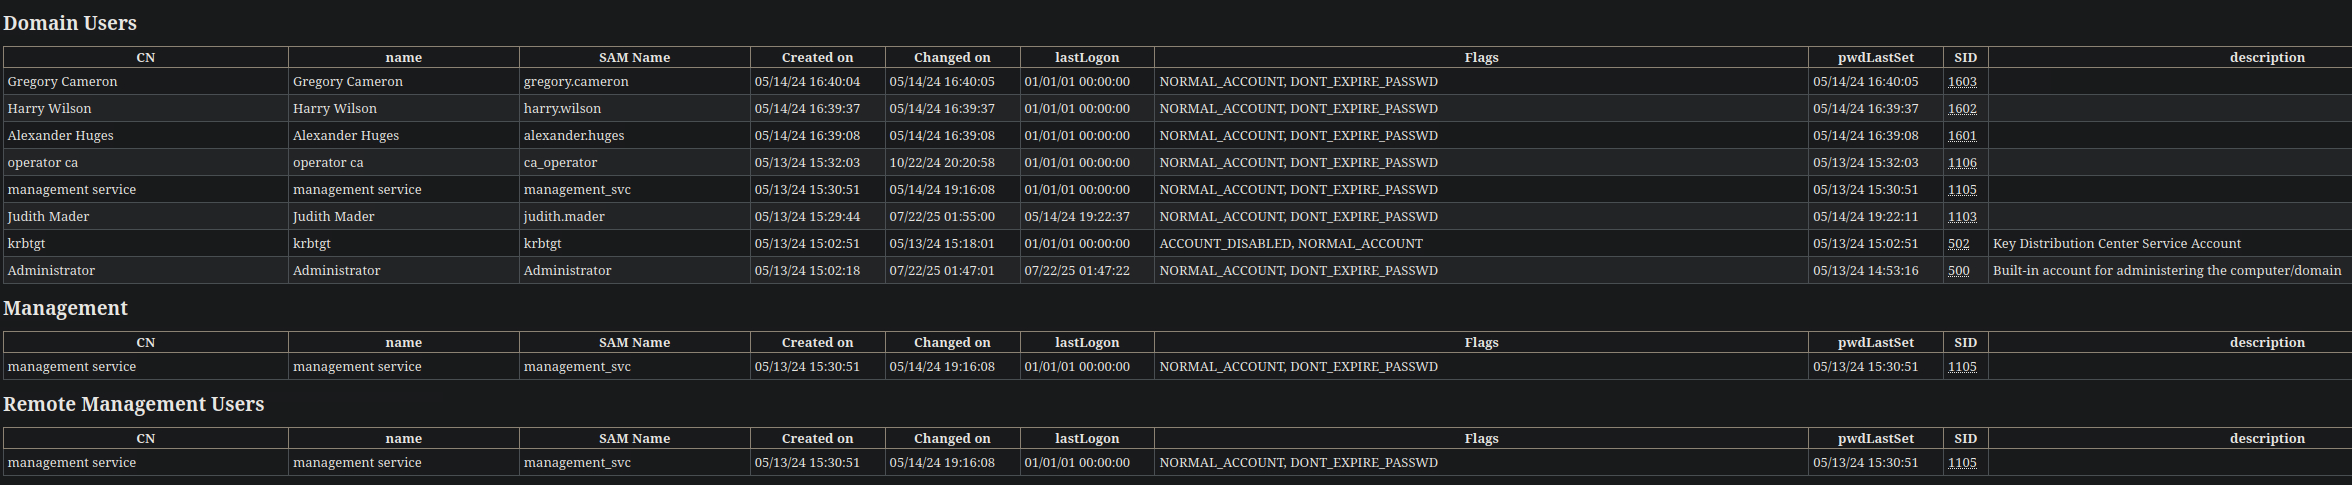 Domain Users
CN name SAM Name Created on Changed on lastLogon Flags pwdLastSet SID description
Gregory Cameron Gregory Cameron gregory.cameron 05/14/24 16:40:04 05/14/24 16:40:05 01/01/01 00:00:00 NORMAL_ACCOUNT, DONT_EXPIRE_PASSWD 05/14/24 16:40:05 1603
Harry Wilson Harry Wilson harry.wilson 05/14/24 16:39:37 05/14/24 16:39:37 01/01/01 00:00:00 NORMAL_ACCOUNT, DONT_EXPIRE_PASSWD 05/14/24 16:39:37 1602
Alexander Huges Alexander Huges alexander.huges 05/14/24 16:39:08 05/14/24 16:39:08 01/01/01 00:00:00 NORMAL_ACCOUNT, DONT_EXPIRE_PASSWD 05/14/24 16:39:08 1601
operator ca operator ca ca_operator 05/13/24 15:32:03 10/22/24 20:20:58 01/01/01 00:00:00 NORMAL_ACCOUNT, DONT_EXPIRE_PASSWD 05/13/24 15:32:03 1106
management service management service management_svc 05/13/24 15:30:51 05/14/24 19:16:08 01/01/01 00:00:00 NORMAL_ACCOUNT, DONT_EXPIRE_PASSWD 05/13/24 15:30:51 1105
Judith Mader Judith Mader judith.mader 05/13/24 15:29:44 07/22/25 01:55:00 05/14/24 19:22:37 NORMAL_ACCOUNT, DONT_EXPIRE_PASSWD 05/14/24 19:22:11 1103
krbtgt krbtgt krbtgt 05/13/24 15:02:51 05/13/24 15:18:01 01/01/01 00:00:00 ACCOUNT_DISABLED, NORMAL_ACCOUNT 05/13/24 15:02:51 502 Key Distribution Center Service Account
Administrator Administrator Administrator 05/13/24 15:02:18 07/22/25 01:47:01 07/22/25 01:47:22 NORMAL_ACCOUNT, DONT_EXPIRE_PASSWD 05/13/24 14:53:16 500 Built-in account for administering the computer/domain
Management
CN name SAM Name Created on Changed on lastLogon Flags pwdLastSet SID description
management service management service management_svc 05/13/24 15:30:51 05/14/24 19:16:08 01/01/01 00:00:00 NORMAL_ACCOUNT, DONT_EXPIRE_PASSWD 05/13/24 15:30:51 1105
Remote Management Users
CN name SAM Name Created on Changed on lastLogon Flags pwdLastSet SID description
management service management service management_svc 05/13/24 15:30:51 05/14/24 19:16:08 01/01/01 00:00:00 NORMAL_ACCOUNT, DONT_EXPIRE_PASSWD 05/13/24 15:30:51 1105